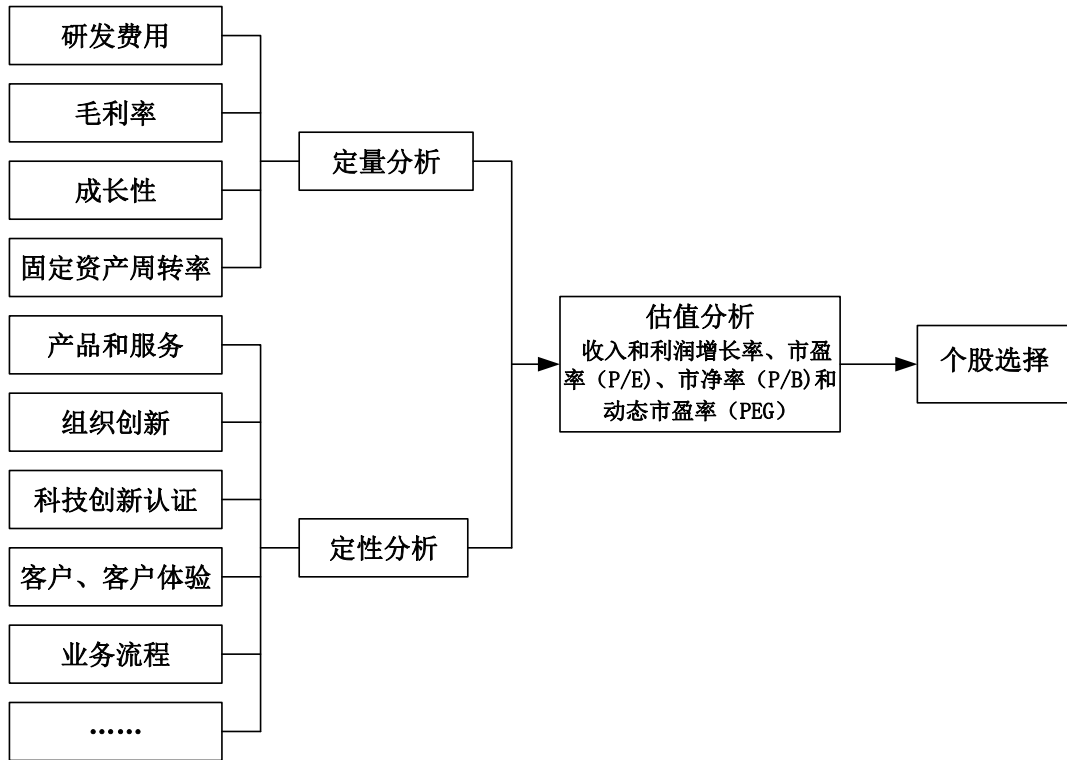 研发费用
毛利率
成长性
固定资产周转率
产品和服务
组织创新
科技创新认证
客户、客户体验
业务流程
……
定量分析
定性分析
估值分析
收入和利润增长率、市盈
率（P/E)、市净率（P/B)和
动态市盈率（PEG）
个股选择